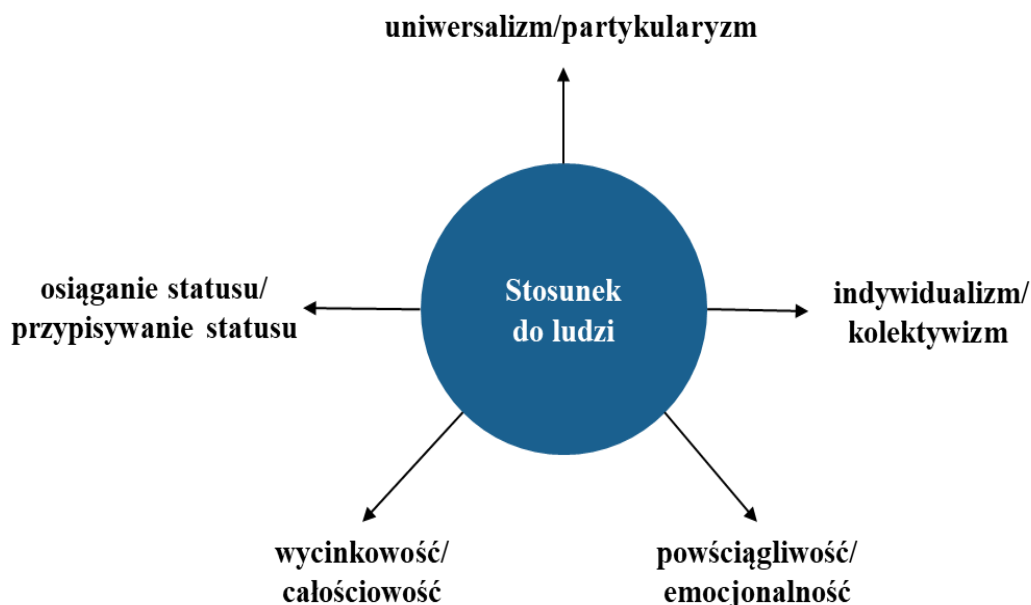 uniwersalizm/partykularyzm
osiąganie statusu/
przypisywanie statusu
Stosunek
do ludzi
indywidualizm/
kolektywizm
wycinkowość/
całościowość
powściągliwość/
emocjonalność